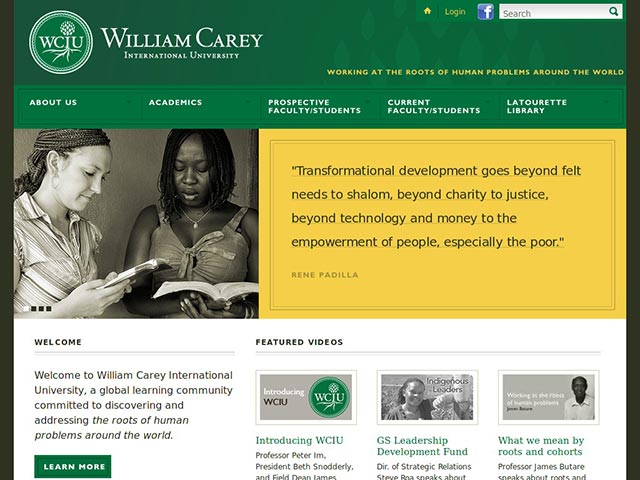 WCIU
WILLIAM CAREY
INTERNATIONAL UNIVERSITY
Login
Search
WORKING AT THE ROOTS OF HUMAN PROBLEMS AROUND THE WORLD
ABOUT US
ACADEMICS
PROSPECTIVE
FACULTY/STUDENTS
CURRENT
FACULTY/STUDENTS
LATOURETTE
LIBRARY
"Transformational development goes beyond felt
needs to shalom, beyond charity to justice,
beyond technology and money to the
empowerment of people, especially the poor."
RENE PADILLA
WELCOME
Welcome to William Carey International
University, a global learning community
committed to discovering and
addressing the roots of human
problems around the world.
LEARN MORE
FEATURED VIDEOS
Introducing
WCIU
WCIU
Introducing WCIU
Professor Peter Im,
President Beth Snodderly,
and Field Dean James
Indigenous
Leaders
GS Leadership
Development Fund
Dir. of Strategic Relations
Steve Roa speaks about
Working at the roots
of human problems
James Butare
What we mean by
roots and cohorts
Professor James Butare
speaks about roots and